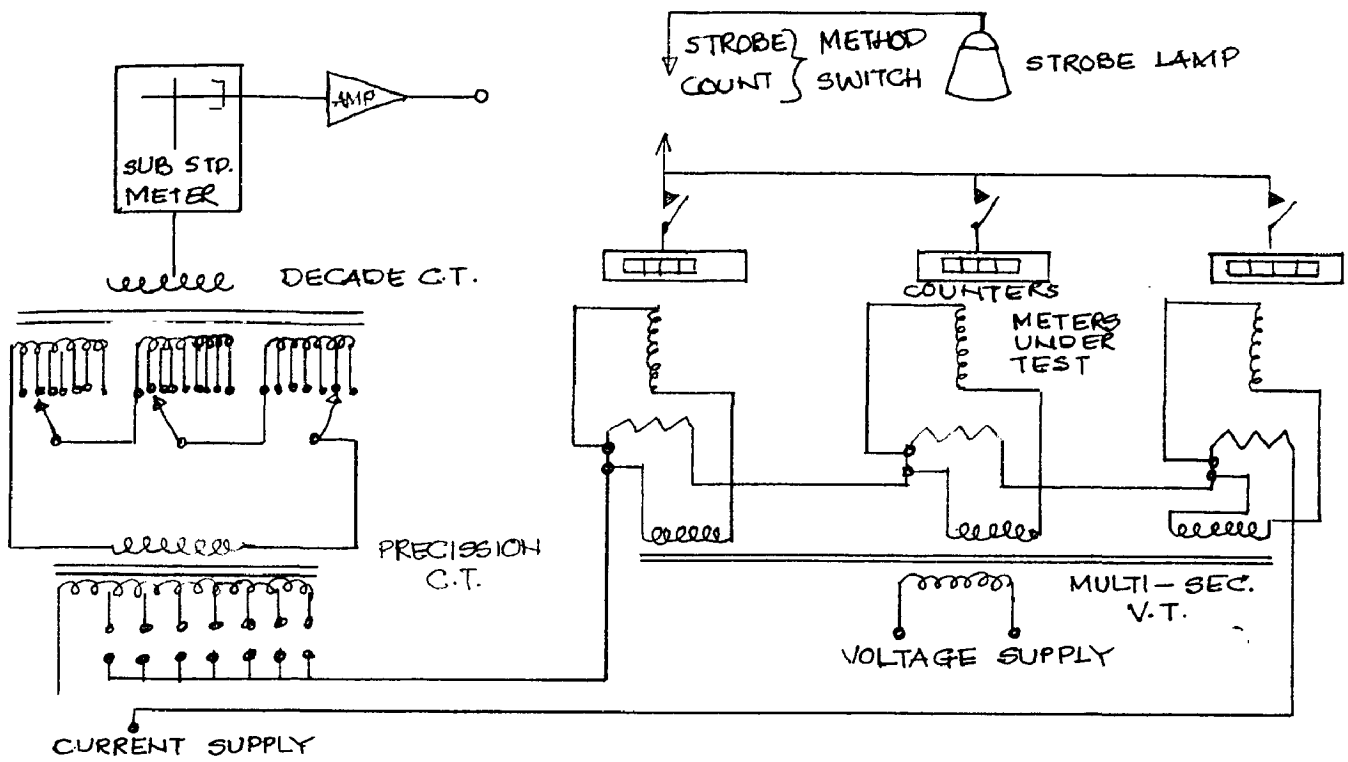 STROBE } METHOD
COUNT } SWITCH
STROBE LAMP
AMP
SUB STD.
METER
DECADE C.T.
COUNTERS
METERS
UNDER
TEST
PRECISSION
C.T.
MULTI-SEC.
V.T.
VOLTAGE SUPPLY
CURRENT SUPPLY